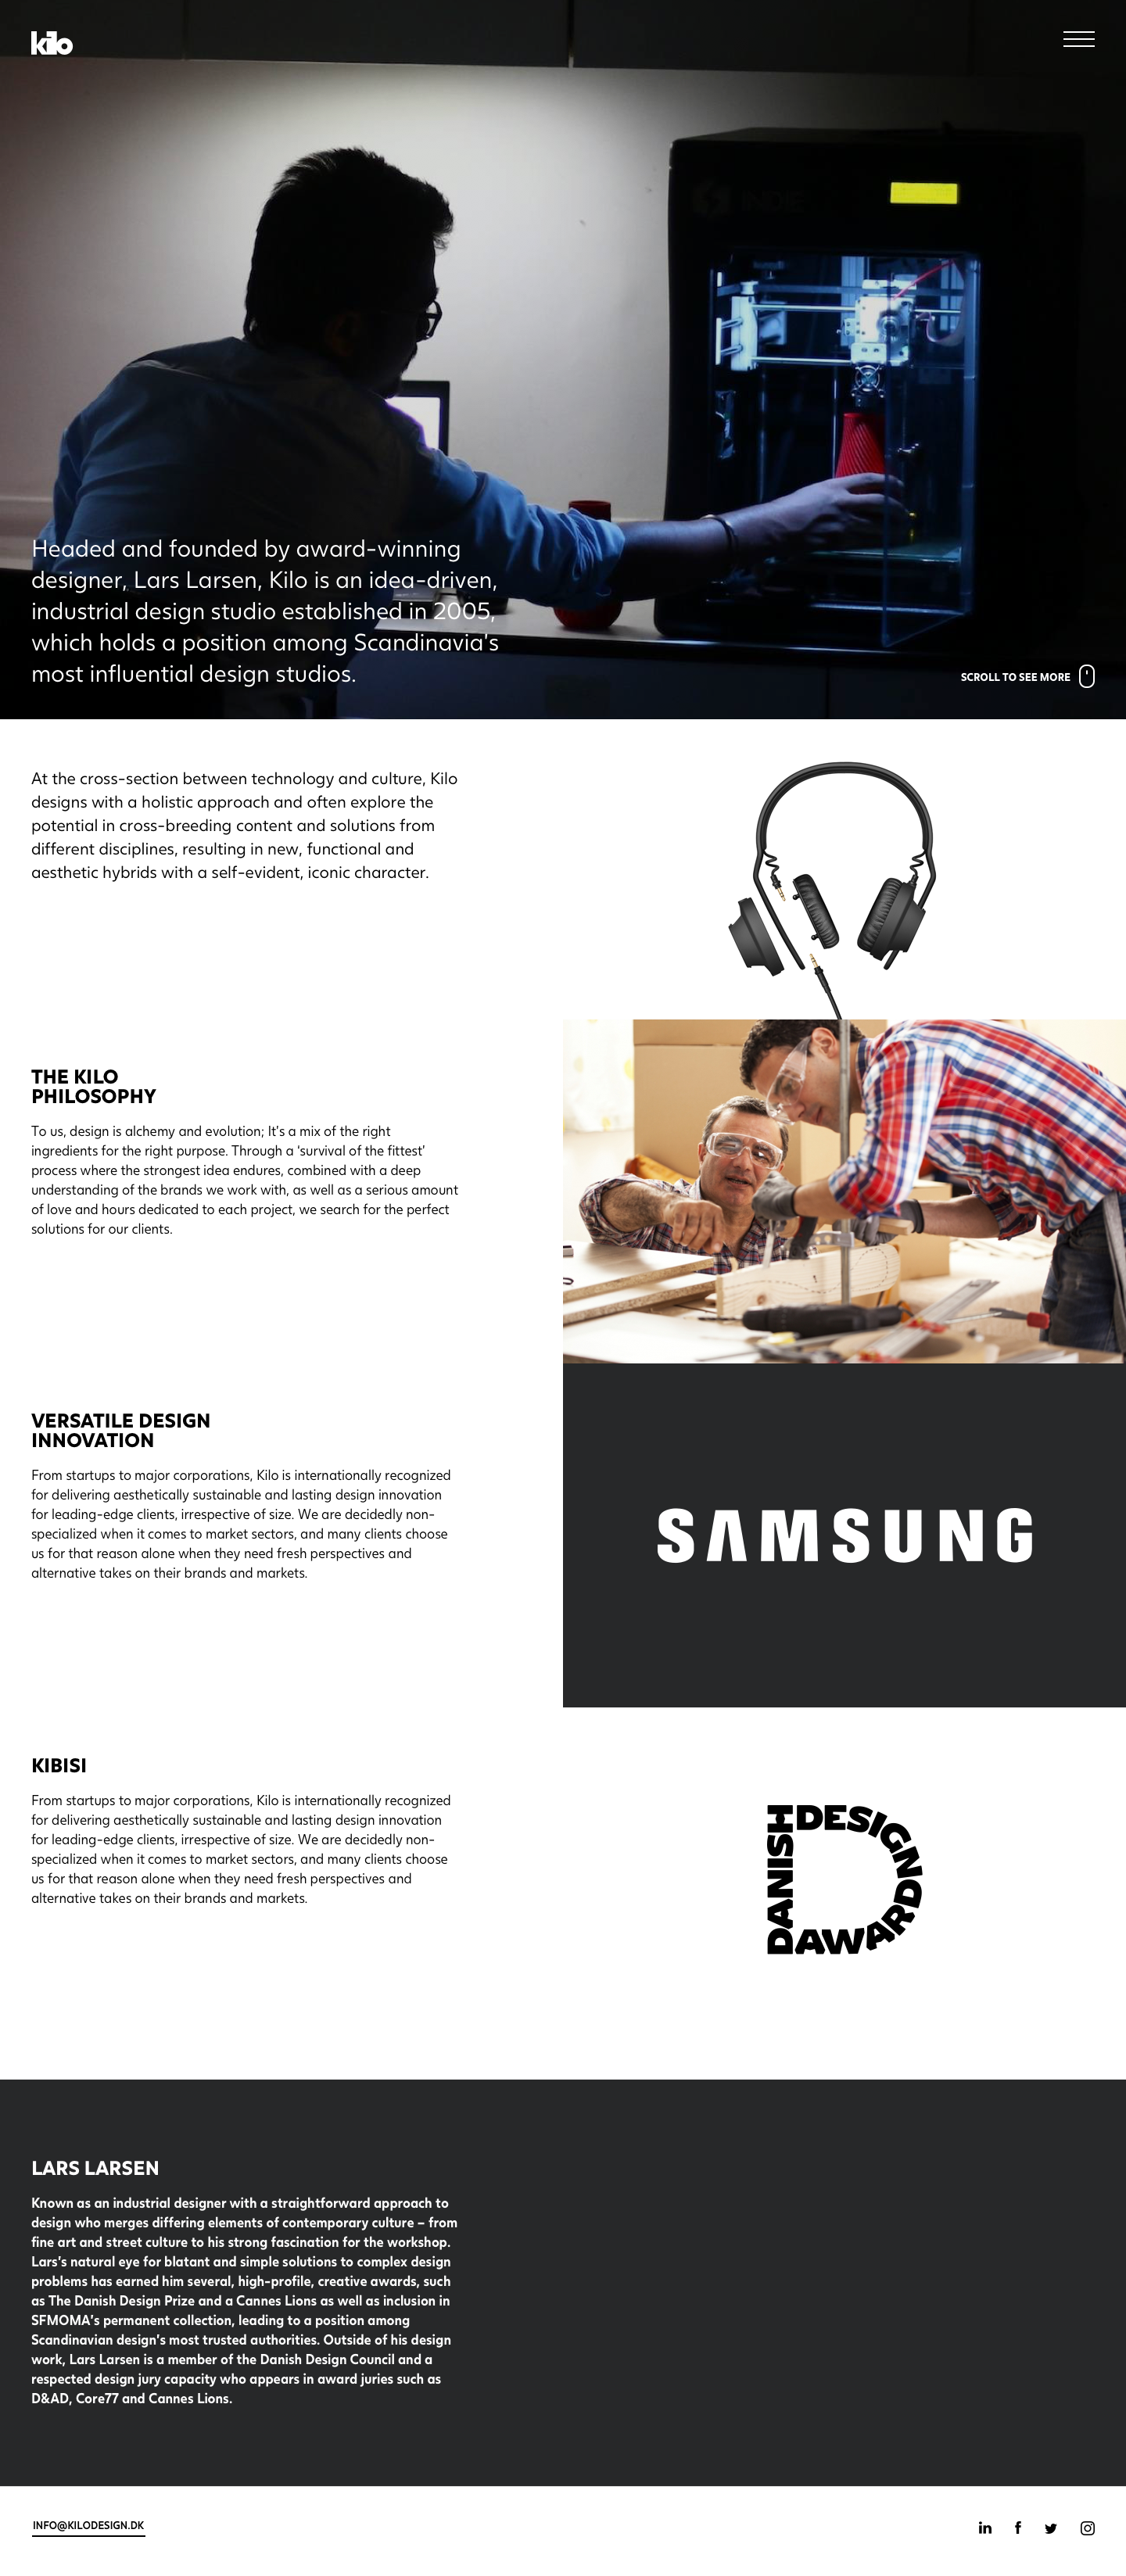 kilo
Headed and founded by award-winning
designer, Lars Larsen, Kilo is an idea-driven,
industrial design studio established in 2005,
which holds a position among Scandinavia's
most influential design studios.
SCROLL TO SEE MORE
At the cross-section between technology and culture, Kilo
designs with a holistic approach and often explore the
potential in cross-breeding content and solutions from
different disciplines, resulting in new, functional and
aesthetic hybrids with a self-evident, iconic character.
THE KILO
PHILOSOPHY
To us, design is alchemy and evolution; It's a mix of the right
ingredients for the right purpose. Through a 'survival of the fittest'
process where the strongest idea endures, combined with a deep
understanding of the brands we work with, as well as a serious amount
of love and hours dedicated to each project, we search for the perfect
solutions for our clients.
VERSATILE DESIGN
INNOVATION
From startups to major corporations, Kilo is internationally recognized
for delivering aesthetically sustainable and lasting design innovation
for leading-edge clients, irrespective of size. We are decidedly non-
specialized when it comes to market sectors, and many clients choose
us for that reason alone when they need fresh perspectives and
alternative takes on their brands and markets.
SAMSUNG
KIBISI
From startups to major corporations, Kilo is internationally recognized
for delivering aesthetically sustainable and lasting design innovation
for leading-edge clients, irrespective of size. We are decidedly non-
specialized when it comes to market sectors, and many clients choose
us for that reason alone when they need fresh perspectives and
alternative takes on their brands and markets.
DANISH DESIGN AWARD
LARS LARSEN
Known as an industrial designer with a straightforward approach to
design who merges differing elements of contemporary culture – from
fine art and street culture to his strong fascination for the workshop.
Lars's natural eye for blatant and simple solutions to complex design
problems has earned him several, high-profile, creative awards, such
as The Danish Design Prize and a Cannes Lions as well as inclusion in
SFMOMA's permanent collection, leading to a position among
Scandinavian design's most trusted authorities. Outside of his design
work, Lars Larsen is a member of the Danish Design Council and a
respected design jury capacity who appears in award juries such as
D&AD, Core77 and Cannes Lions.
INFO@KILODESIGN.DK